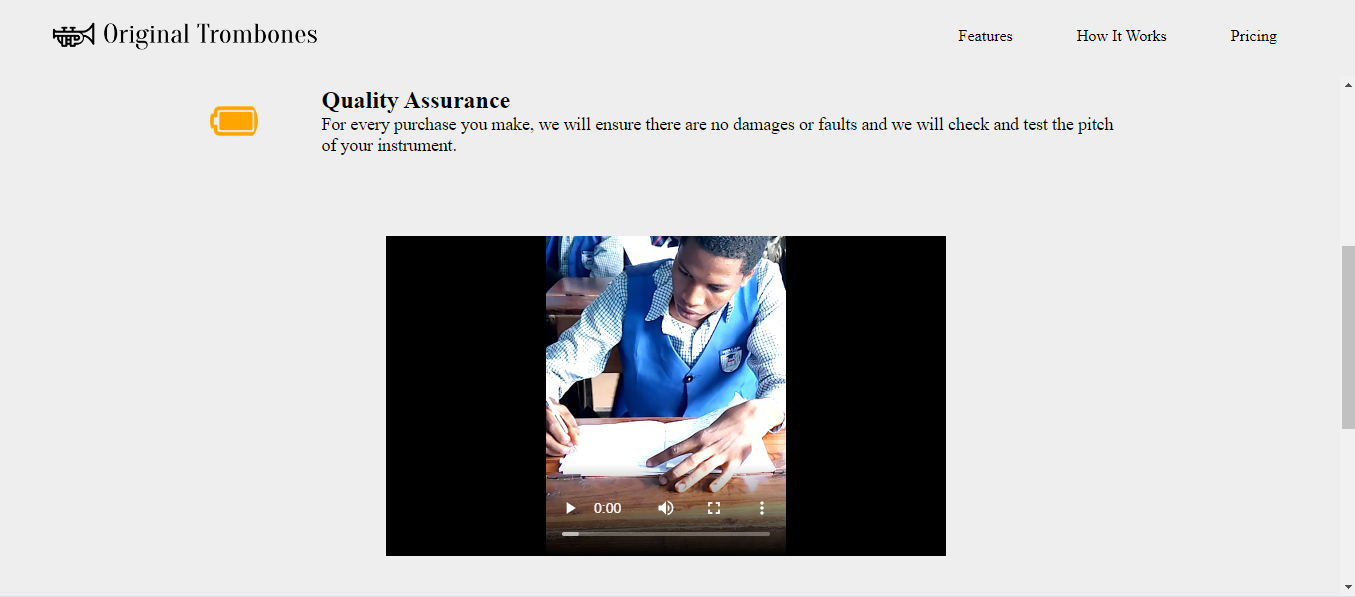 Original Trombones
Features
How It Works
Pricing
Quality Assurance
For every purchase you make, we will ensure there are no damages or faults and we will check and test the pitch
of your instrument.
0:00